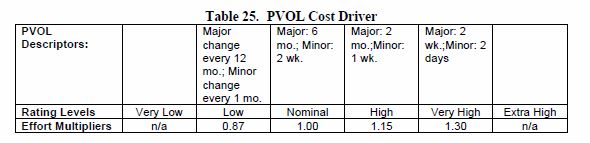 Table 25. PVOL Cost Driver
PVOL Descriptors: Major change every 12 mo.; Minor change every 1 mo. Major: 6 mo.; Minor: 2 wk. Major: 2 mo.;Minor: 1 wk. Major: 2 wk.;Minor: 2 days
Rating Levels Very Low Low Nominal High Very High Extra High
Effort Multipliers n/a 0.87 1.00 1.15 1.30 n/a